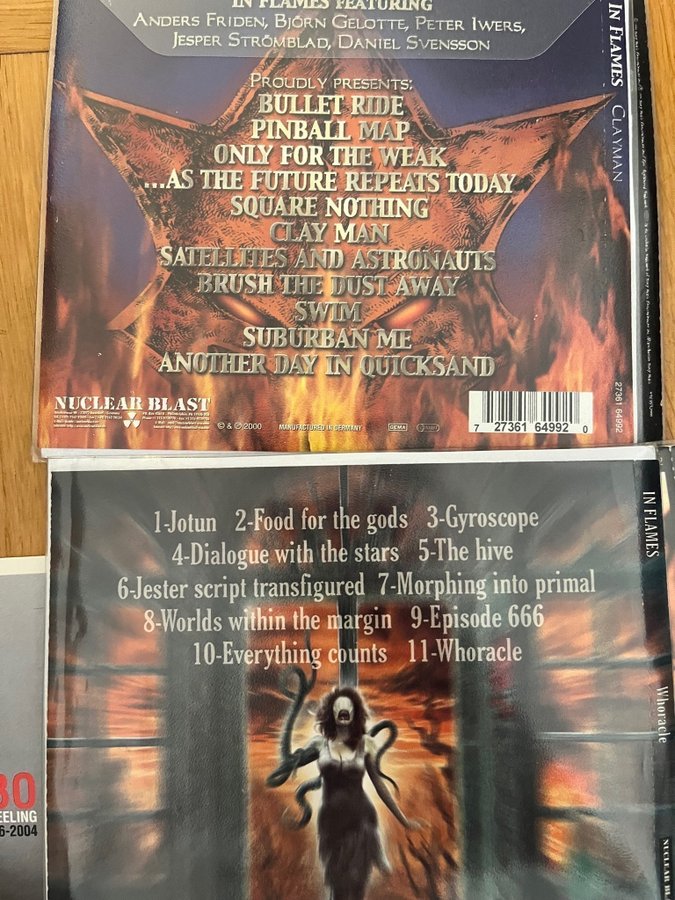 IN FLAMES FEATURING
ANDERS FRIDEN, BJÖRN GELOTTE, PETER IWERS,
JESPER STRÖMBLAD, DANIEL SVENSSON
PROUDLY PRESENTS:
BULLET RIDE
PINBALL MAP
ONLY FOR THE WEAK
...AS THE FUTURE REPEATS TODAY
SQUARE NOTHING
CLAY MAN
SATELLITES AND ASTRONAUTS
BRUSH THE DUST AWAY
SWIM
SUBURBAN ME
ANOTHER DAY IN QUICKSAND
NUCLEAR BLAST
© & ℗ 2000
MANUFACTURED IN GERMANY
GEMA
7 27361 64992 0
IN FLAMES CLAYMAN
27361 64992
1-Jotun 2-Food for the gods 3-Gyroscope
4-Dialogue with the stars 5-The hive
6-Jester script transfigured 7-Morphing into primal
8-Worlds within the margin 9-Episode 666
10-Everything counts 11-Whoracle
IN FLAMES
Whoracle
NUCLEAR BL
30
EELING
6-2004